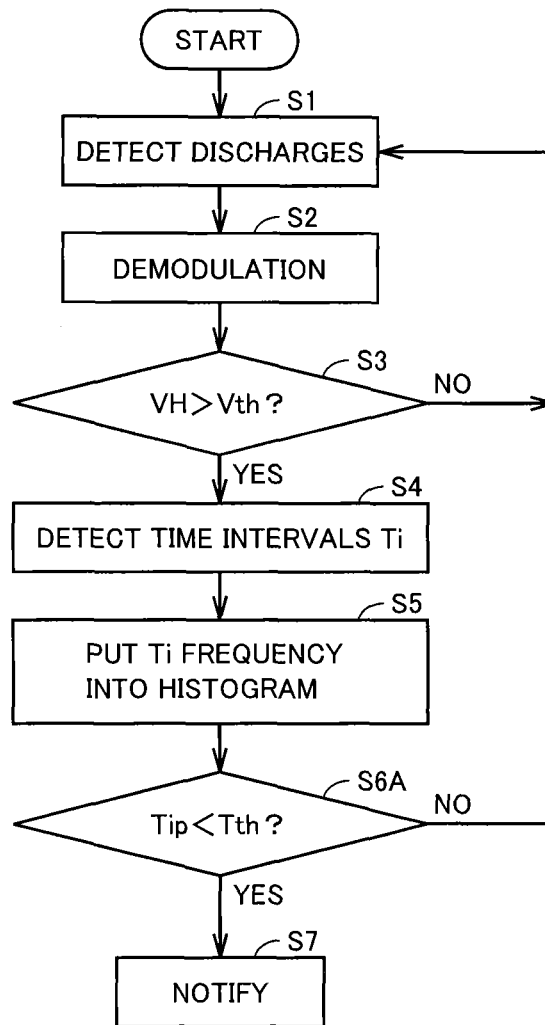 START
S1
DETECT DISCHARGES
S2
DEMODULATION
S3
VH>Vth?
NO
YES
S4
DETECT TIME INTERVALS Ti
S5
PUT Ti FREQUENCY
INTO HISTOGRAM
S6A
Tip<Tth?
NO
YES
S7
NOTIFY